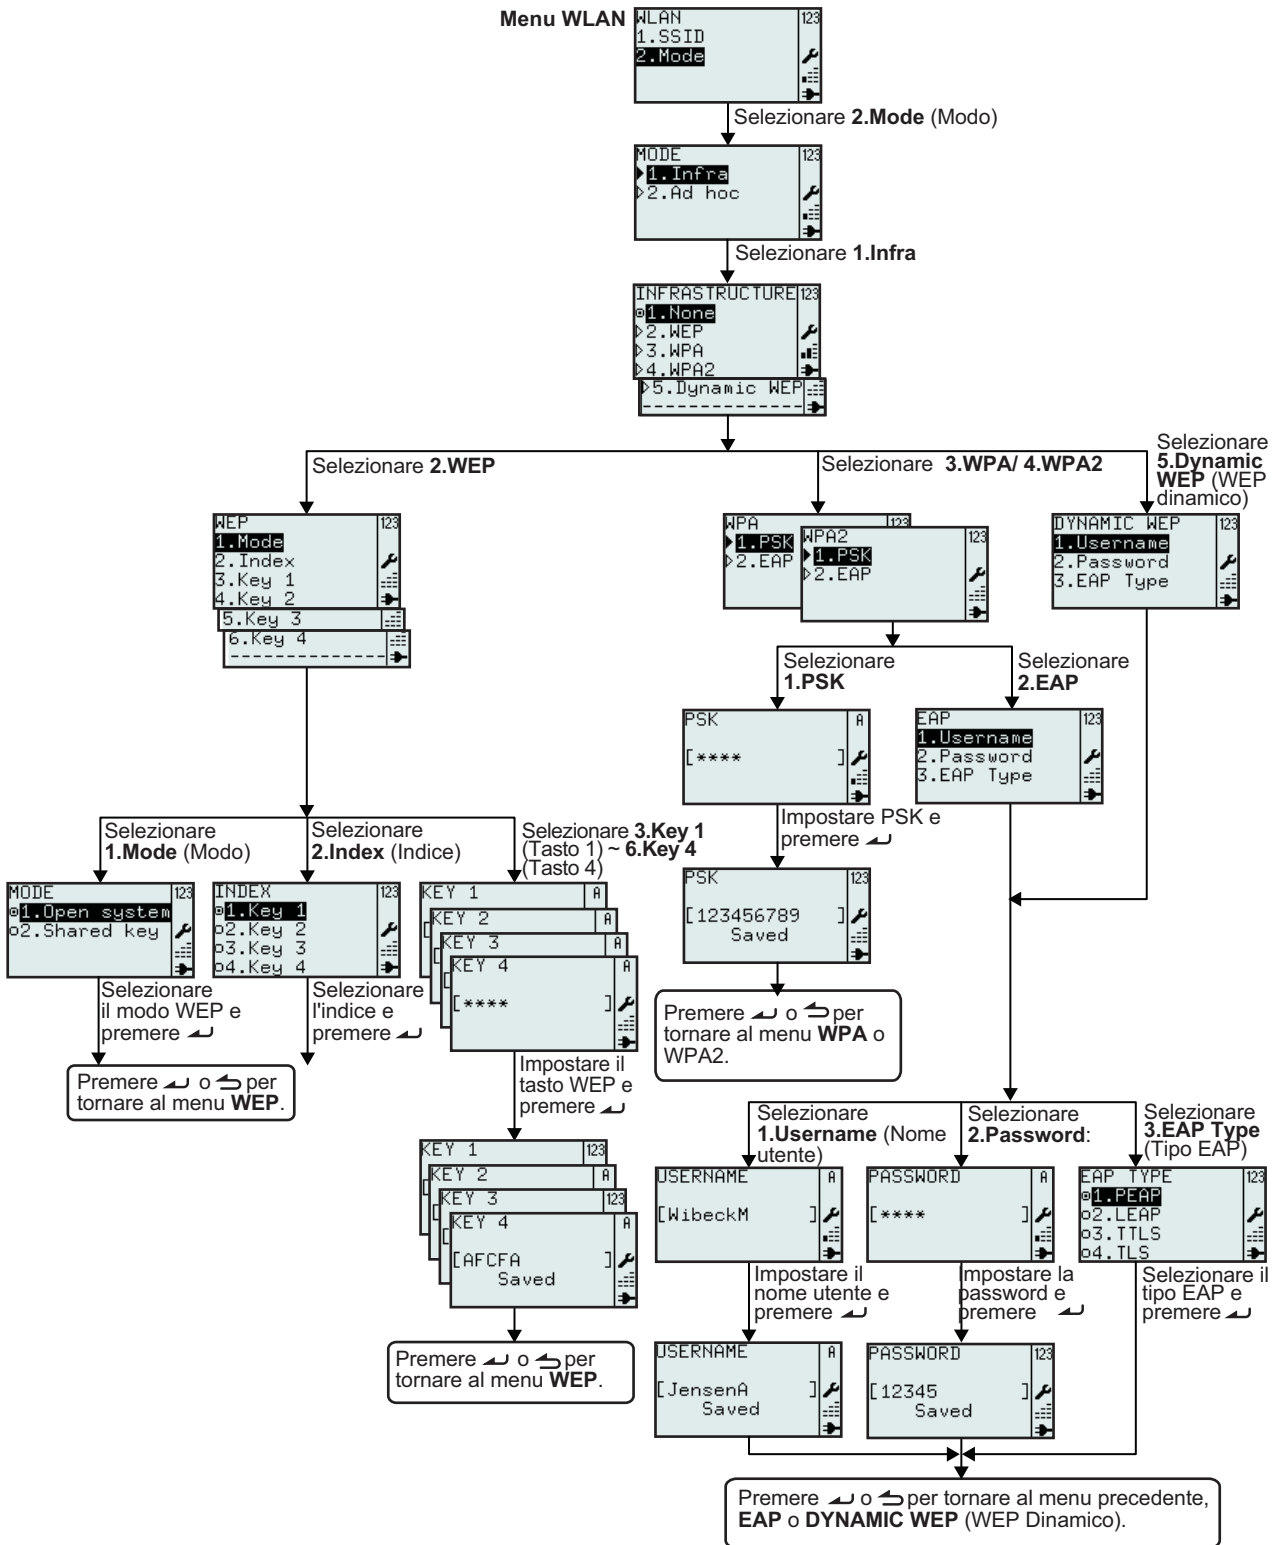 Menu WLAN
WLAN 123
1.SSID
2.Mode
Selezionare 2.Mode (Modo)
MODE 123
1.Infra
2.Ad hoc
Selezionare 1.Infra
INFRASTRUCTURE 123
1.None
2.WEP
3.WPA
4.WPA2
5.Dynamic WEP
Selezionare 2.WEP
Selezionare 3.WPA/ 4.WPA2
Selezionare
5.Dynamic
WEP (WEP
dinamico)
WEP 123
1.Mode
2.Index
3.Key 1
4.Key 2
5.Key 3
6.Key 4
WPA 123
1.PSK
2.EAP
WPA2 123
1.PSK
2.EAP
DYNAMIC WEP 123
1.Username
2.Password
3.EAP Type
Selezionare
1.PSK
Selezionare
2.EAP
PSK A
[**** ]
EAP 123
1.Username
2.Password
3.EAP Type
Impostare PSK e
premere
PSK 123
[123456789 ]
Saved
Premere o per
tornare al menu WPA o
WPA2.
Selezionare
1.Mode (Modo)
Selezionare
2.Index (Indice)
Selezionare 3.Key 1
(Tasto 1) ~ 6.Key 4
(Tasto 4)
MODE 123
1.Open system
2.Shared key
INDEX 123
1.Key 1
2.Key 2
3.Key 3
4.Key 4
KEY 1 A
KEY 2 A
KEY 3 A
KEY 4 A
[**** ]
Selezionare
il modo WEP e
premere
Selezionare
l'indice e
premere
Premere o per
tornare al menu WEP.
Impostare il
tasto WEP e
premere
KEY 1 123
KEY 2 A
KEY 3 123
KEY 4 A
[AFCFA ]
Saved
Premere o per
tornare al menu WEP.
Selezionare
1.Username (Nome
utente)
Selezionare
2.Password:
Selezionare
3.EAP Type
(Tipo EAP)
USERNAME A
[WibeckM ]
PASSWORD A
[**** ]
EAP TYPE 123
1.PEAP
2.LEAP
3.TTLS
4.TLS
Impostare il
nome utente e
premere
Impostare la
password e
premere
Selezionare il
tipo EAP e
premere
USERNAME A
[JensenA ]
Saved
PASSWORD 123
[12345 ]
Saved
Premere o per tornare al menu precedente,
EAP o DYNAMIC WEP (WEP Dinamico).